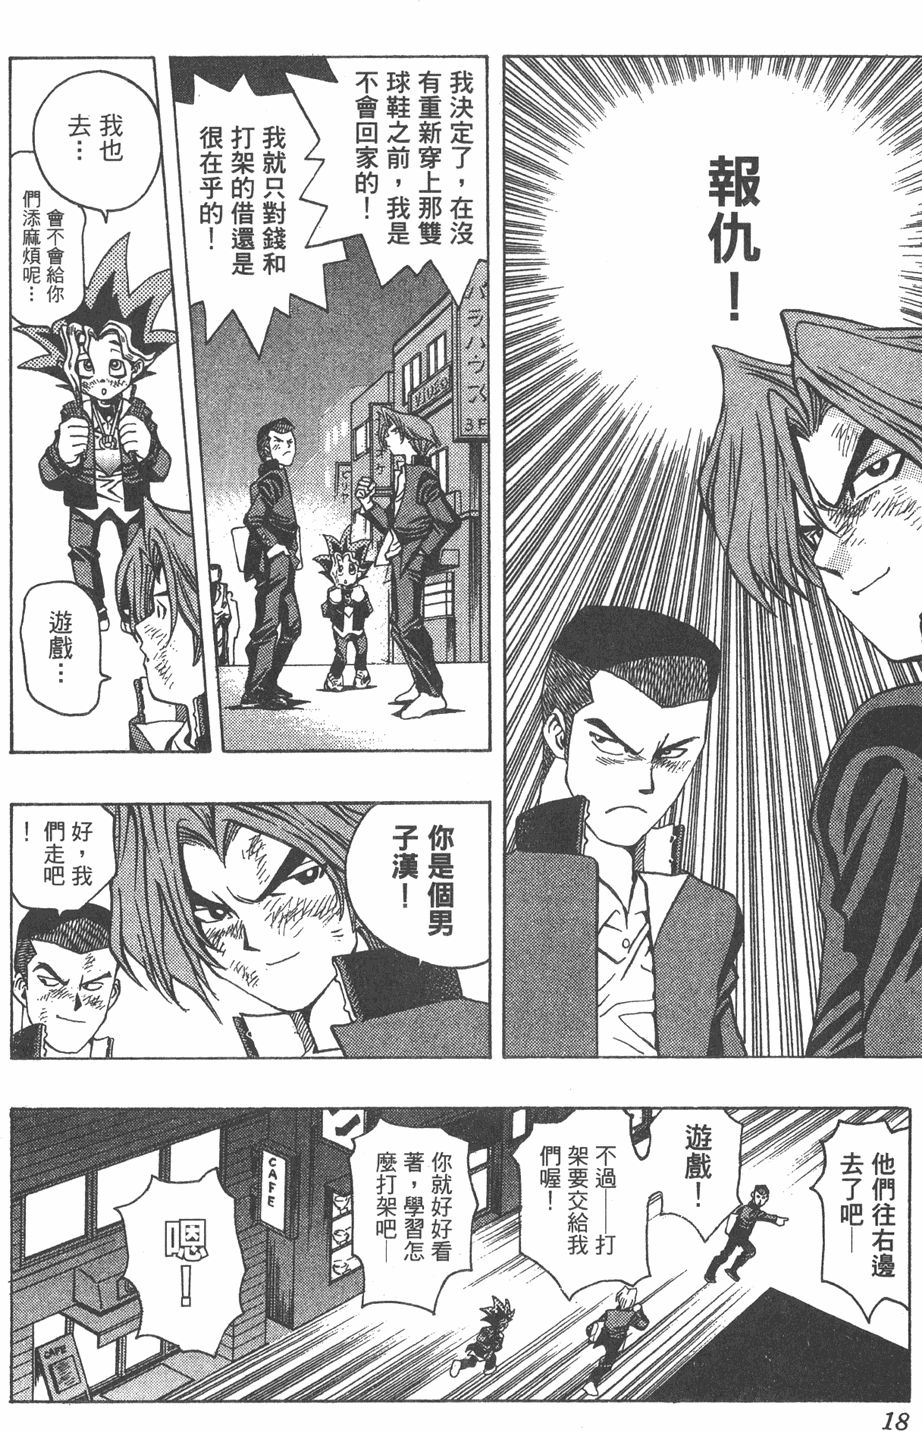 報仇！
我決定了，在沒
有重新穿上那雙
球鞋之前，我是
不會回家的！
我就只對錢和
打架的借還是
很在乎的！
VIDEO
3F
我也
去…
會不會給你
們添麻煩呢…
遊戲…
你是個男
子漢！
好，我
們走吧
！
他們往右邊
去了吧—
遊戲！
不過——打
架要交給我
們喔！
你就好好看
著，學習怎
麼打架吧—
CAFE
嗯！
CAFE
18